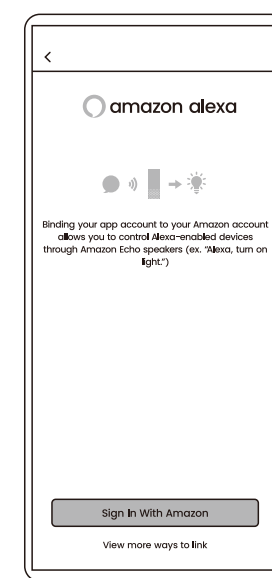 amazon alexa
Binding your app account to your Amazon account
allows you to control Alexa-enabled devices
through Amazon Echo speakers (ex. "Alexa, turn on
light.")
Sign In With Amazon
View more ways to link